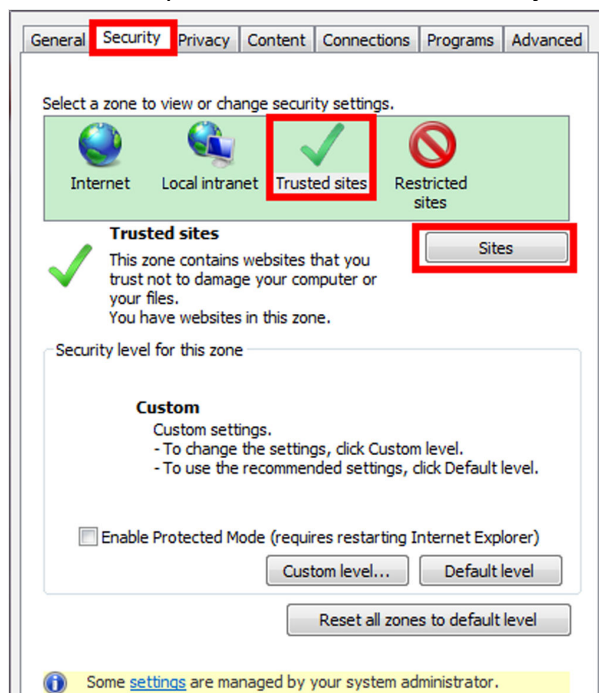 General Security Privacy Content Connections Programs Advanced
Select a zone to view or change security settings.
Internet Local intranet Trusted sites Restricted
sites
Trusted sites
Sites
This zone contains websites that you
trust not to damage your computer or
your files.
You have websites in this zone.
Security level for this zone
Custom
Custom settings.
- To change the settings, click Custom level.
- To use the recommended settings, click Default level.
Enable Protected Mode (requires restarting Internet Explorer)
Custom level... Default level
Reset all zones to default level
Some settings are managed by your system administrator.